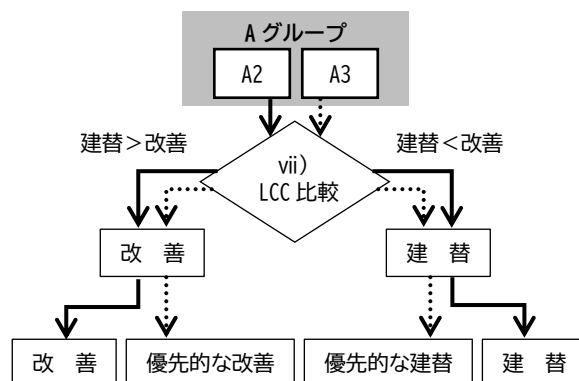 A グループ
A2
A3
建替＞改善
建替＜改善
vii）
LCC 比較
改　善
建　替
改　善
優先的な改善
優先的な建替
建　替